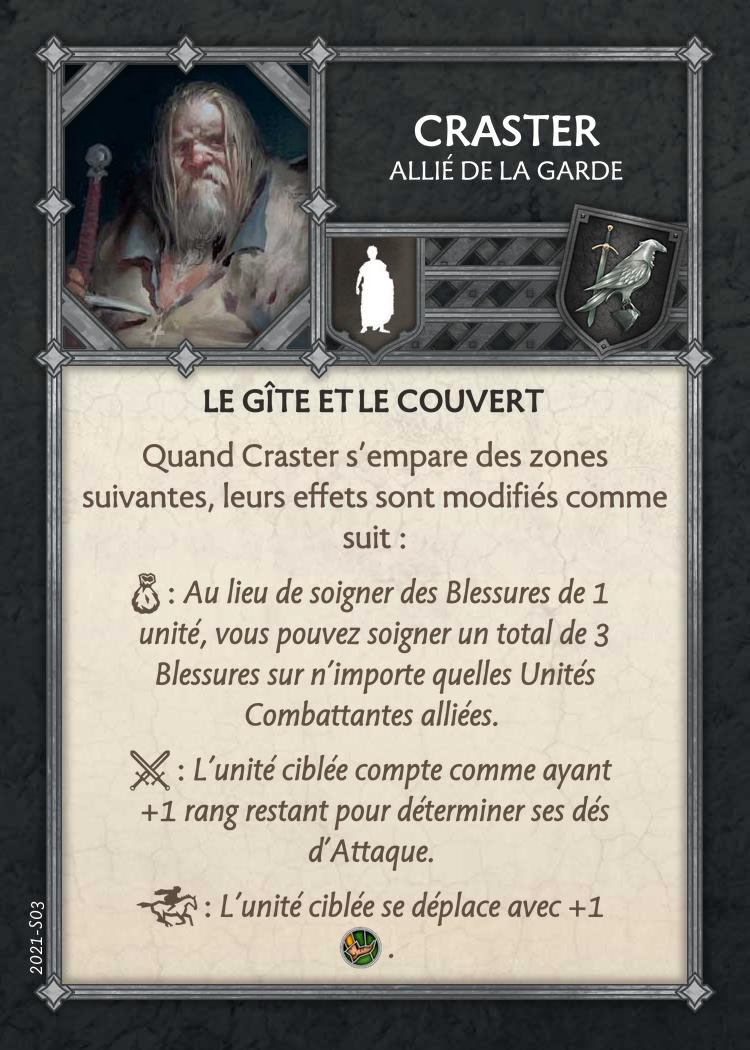 CRASTER
ALLIÉ DE LA GARDE
LE GÎTE ET LE COUVERT
Quand Craster s’empare des zones
suivantes, leurs effets sont modifiés comme
suit :
: Au lieu de soigner des Blessures de 1
unité, vous pouvez soigner un total de 3
Blessures sur n’importe quelles Unités
Combattantes alliées.
: L’unité ciblée compte comme ayant
+1 rang restant pour déterminer ses dés
d’Attaque.
: L’unité ciblée se déplace avec +1
.
2021-S03